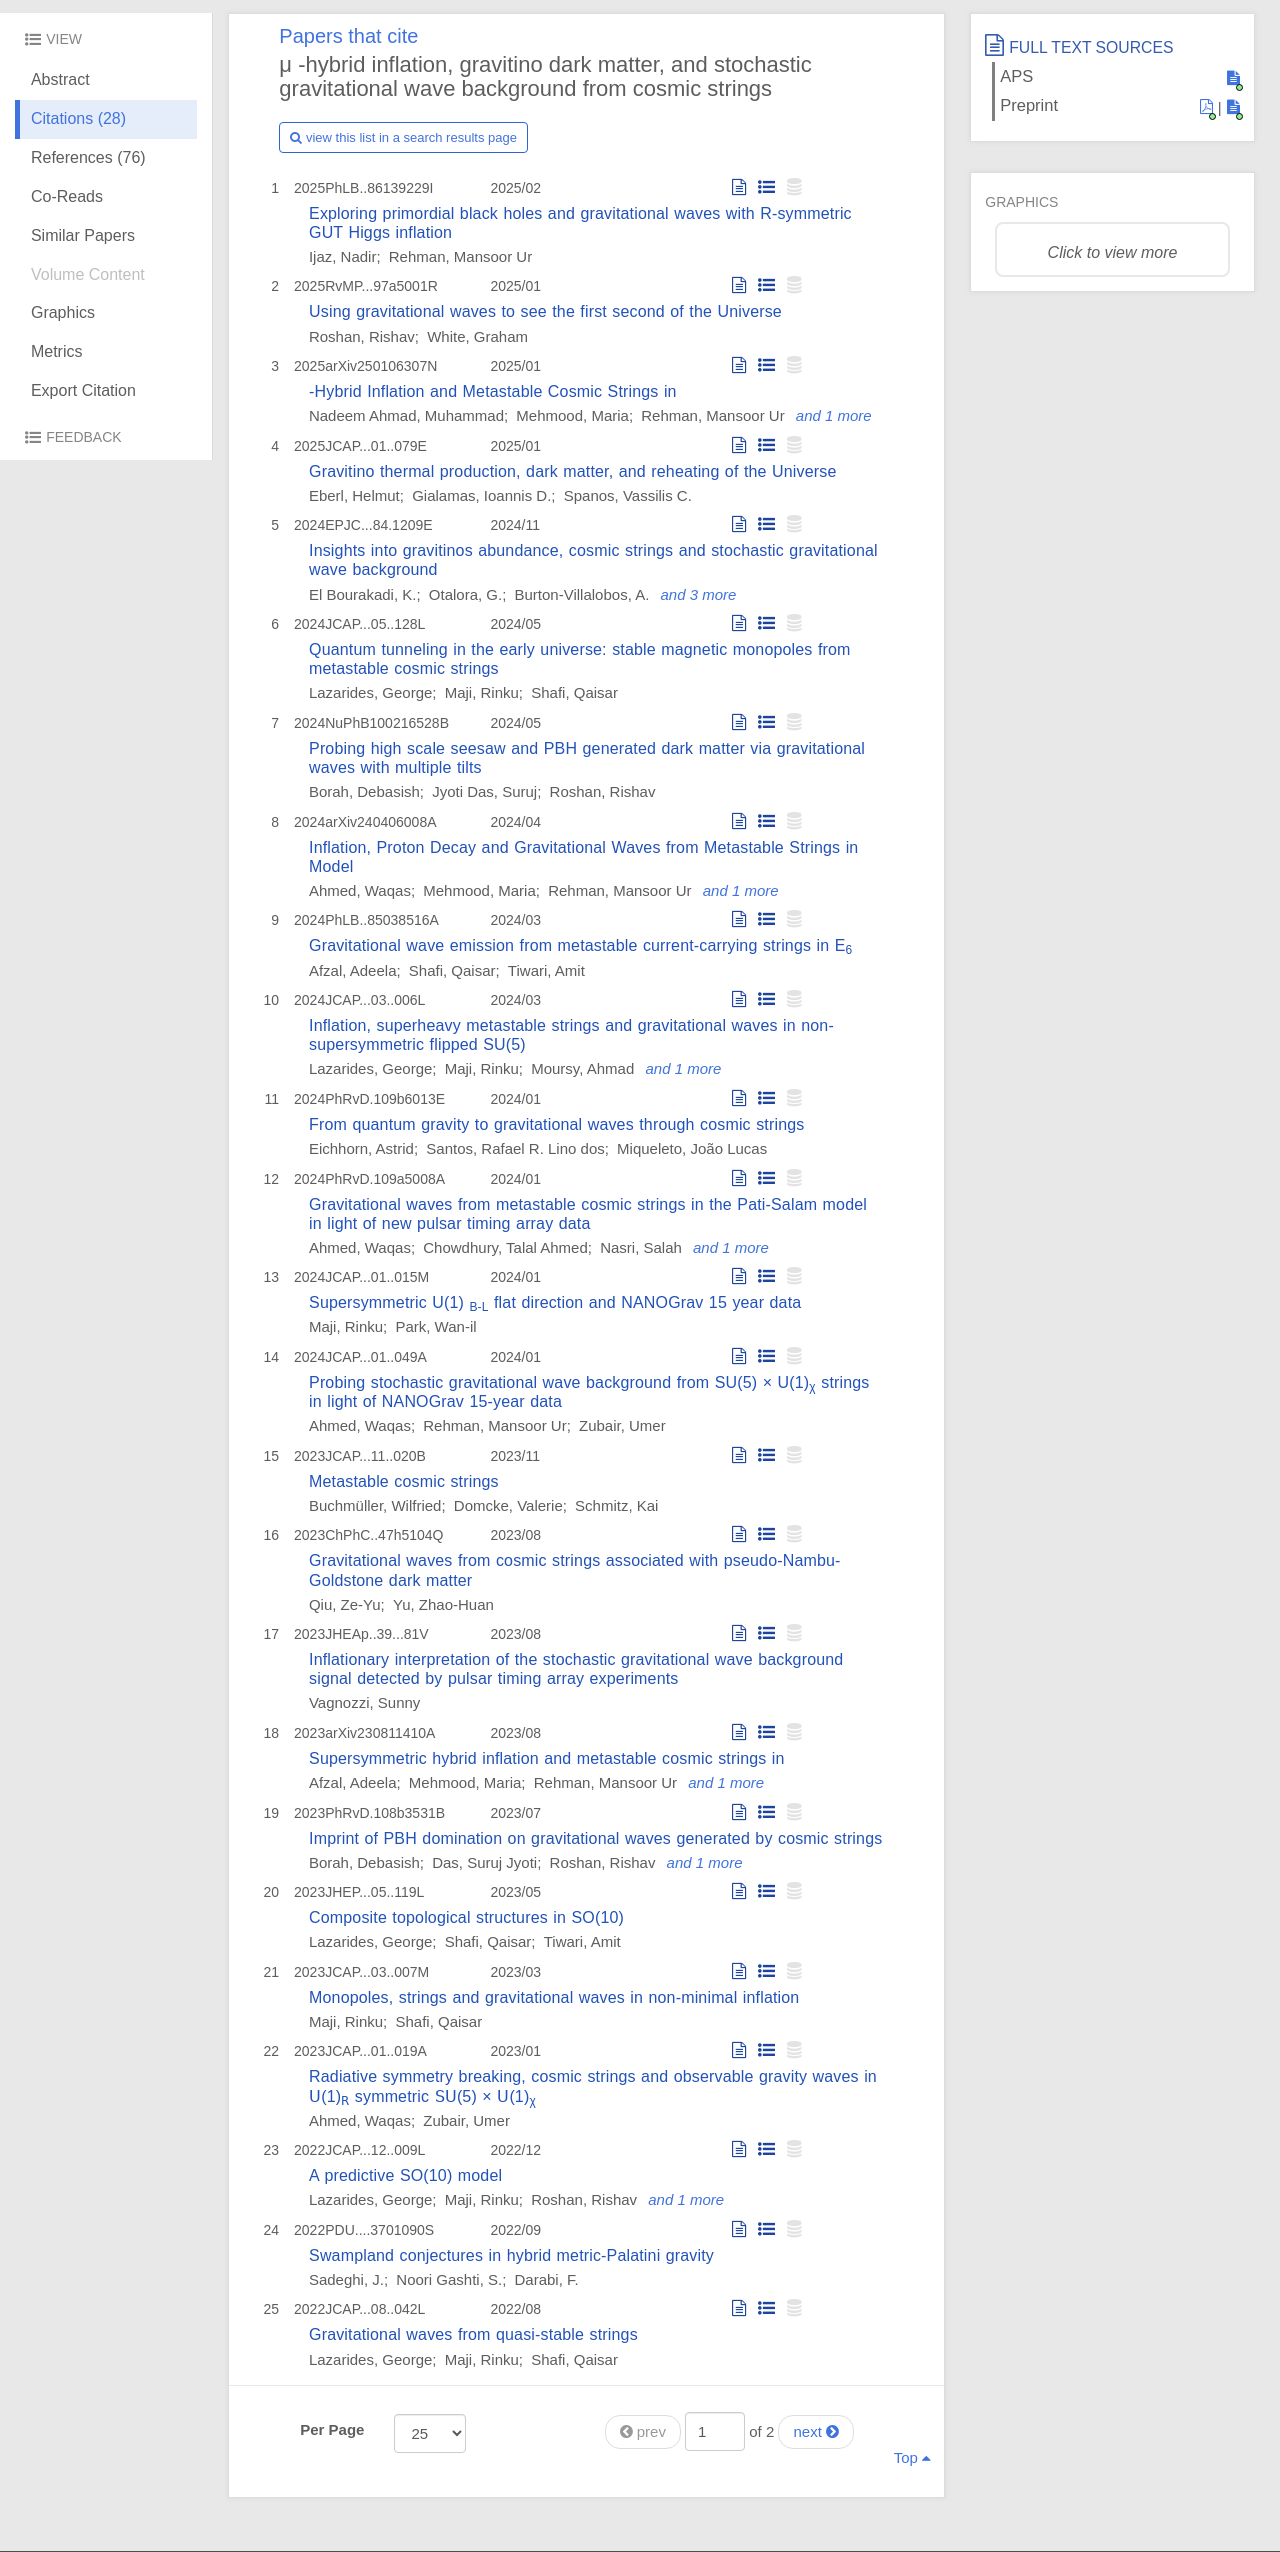 VIEW
Abstract
Citations (28)
References (76)
Co-Reads
Similar Papers
Volume Content
Graphics
Metrics
Export Citation
FEEDBACK
Papers that cite
μ -hybrid inflation, gravitino dark matter, and stochastic
gravitational wave background from cosmic strings
view this list in a search results page
1 2025PhLB..86139229I 2025/02
Exploring primordial black holes and gravitational waves with R-symmetric
GUT Higgs inflation
Ijaz, Nadir; Rehman, Mansoor Ur
2 2025RvMP...97a5001R 2025/01
Using gravitational waves to see the first second of the Universe
Roshan, Rishav; White, Graham
3 2025arXiv250106307N 2025/01
-Hybrid Inflation and Metastable Cosmic Strings in
Nadeem Ahmad, Muhammad; Mehmood, Maria; Rehman, Mansoor Ur and 1 more
4 2025JCAP...01..079E 2025/01
Gravitino thermal production, dark matter, and reheating of the Universe
Eberl, Helmut; Gialamas, Ioannis D.; Spanos, Vassilis C.
5 2024EPJC...84.1209E 2024/11
Insights into gravitinos abundance, cosmic strings and stochastic gravitational
wave background
El Bourakadi, K.; Otalora, G.; Burton-Villalobos, A. and 3 more
6 2024JCAP...05..128L 2024/05
Quantum tunneling in the early universe: stable magnetic monopoles from
metastable cosmic strings
Lazarides, George; Maji, Rinku; Shafi, Qaisar
7 2024NuPhB100216528B 2024/05
Probing high scale seesaw and PBH generated dark matter via gravitational
waves with multiple tilts
Borah, Debasish; Jyoti Das, Suruj; Roshan, Rishav
8 2024arXiv240406008A 2024/04
Inflation, Proton Decay and Gravitational Waves from Metastable Strings in
Model
Ahmed, Waqas; Mehmood, Maria; Rehman, Mansoor Ur and 1 more
9 2024PhLB..85038516A 2024/03
Gravitational wave emission from metastable current-carrying strings in E6
Afzal, Adeela; Shafi, Qaisar; Tiwari, Amit
10 2024JCAP...03..006L 2024/03
Inflation, superheavy metastable strings and gravitational waves in non-
supersymmetric flipped SU(5)
Lazarides, George; Maji, Rinku; Moursy, Ahmad and 1 more
11 2024PhRvD.109b6013E 2024/01
From quantum gravity to gravitational waves through cosmic strings
Eichhorn, Astrid; Santos, Rafael R. Lino dos; Miqueleto, João Lucas
12 2024PhRvD.109a5008A 2024/01
Gravitational waves from metastable cosmic strings in the Pati-Salam model
in light of new pulsar timing array data
Ahmed, Waqas; Chowdhury, Talal Ahmed; Nasri, Salah and 1 more
13 2024JCAP...01..015M 2024/01
Supersymmetric U(1) B-L flat direction and NANOGrav 15 year data
Maji, Rinku; Park, Wan-il
14 2024JCAP...01..049A 2024/01
Probing stochastic gravitational wave background from SU(5) × U(1)χ strings
in light of NANOGrav 15-year data
Ahmed, Waqas; Rehman, Mansoor Ur; Zubair, Umer
15 2023JCAP...11..020B 2023/11
Metastable cosmic strings
Buchmüller, Wilfried; Domcke, Valerie; Schmitz, Kai
16 2023ChPhC..47h5104Q 2023/08
Gravitational waves from cosmic strings associated with pseudo-Nambu-
Goldstone dark matter
Qiu, Ze-Yu; Yu, Zhao-Huan
17 2023JHEAp..39...81V 2023/08
Inflationary interpretation of the stochastic gravitational wave background
signal detected by pulsar timing array experiments
Vagnozzi, Sunny
18 2023arXiv230811410A 2023/08
Supersymmetric hybrid inflation and metastable cosmic strings in
Afzal, Adeela; Mehmood, Maria; Rehman, Mansoor Ur and 1 more
19 2023PhRvD.108b3531B 2023/07
Imprint of PBH domination on gravitational waves generated by cosmic strings
Borah, Debasish; Das, Suruj Jyoti; Roshan, Rishav and 1 more
20 2023JHEP...05..119L 2023/05
Composite topological structures in SO(10)
Lazarides, George; Shafi, Qaisar; Tiwari, Amit
21 2023JCAP...03..007M 2023/03
Monopoles, strings and gravitational waves in non-minimal inflation
Maji, Rinku; Shafi, Qaisar
22 2023JCAP...01..019A 2023/01
Radiative symmetry breaking, cosmic strings and observable gravity waves in
U(1)R symmetric SU(5) × U(1)χ
Ahmed, Waqas; Zubair, Umer
23 2022JCAP...12..009L 2022/12
A predictive SO(10) model
Lazarides, George; Maji, Rinku; Roshan, Rishav and 1 more
24 2022PDU....3701090S 2022/09
Swampland conjectures in hybrid metric-Palatini gravity
Sadeghi, J.; Noori Gashti, S.; Darabi, F.
25 2022JCAP...08..042L 2022/08
Gravitational waves from quasi-stable strings
Lazarides, George; Maji, Rinku; Shafi, Qaisar
Per Page 25 prev 1 of 2 next
Top
FULL TEXT SOURCES
APS
Preprint |
GRAPHICS
Click to view more